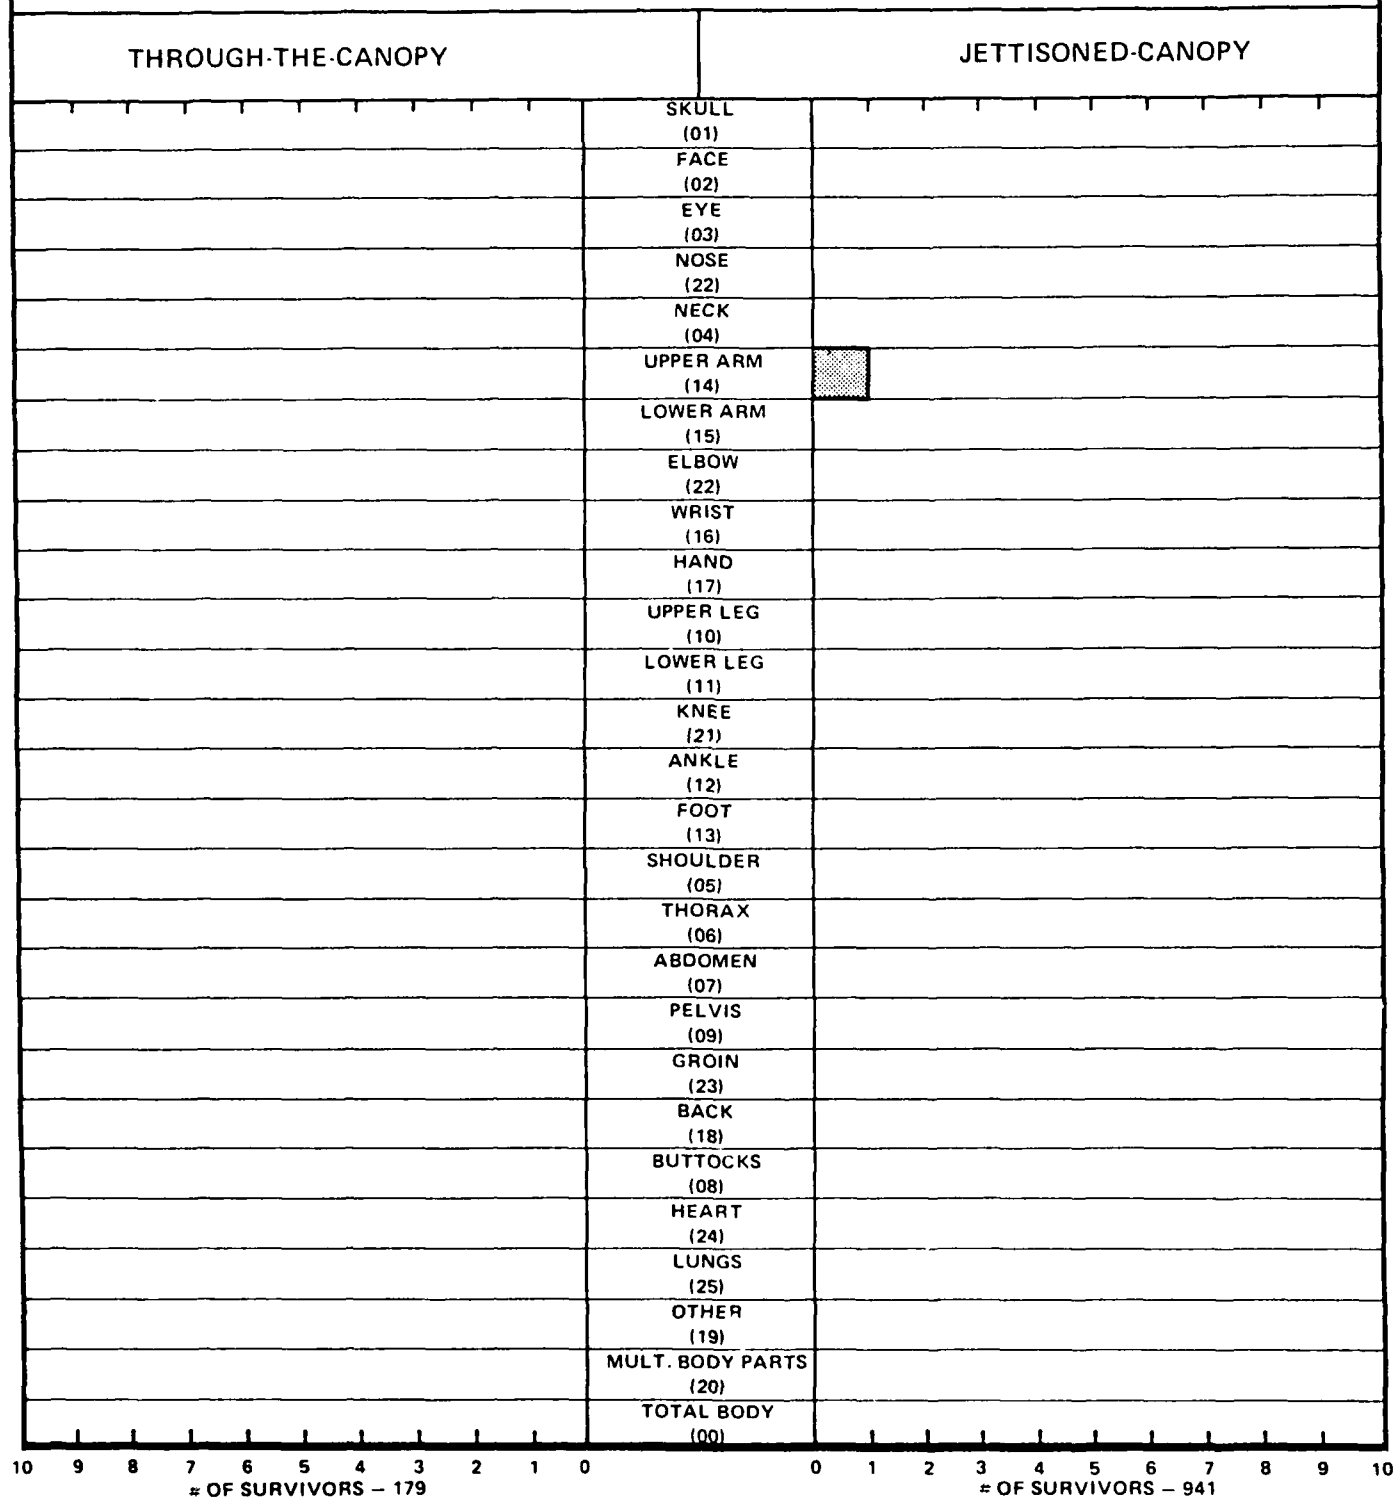 THROUGH-THE-CANOPY
JETTISONED-CANOPY
SKULL
(01)
FACE
(02)
EYE
(03)
NOSE
(22)
NECK
(04)
UPPER ARM
(14)
LOWER ARM
(15)
ELBOW
(22)
WRIST
(16)
HAND
(17)
UPPER LEG
(10)
LOWER LEG
(11)
KNEE
(21)
ANKLE
(12)
FOOT
(13)
SHOULDER
(05)
THORAX
(06)
ABDOMEN
(07)
PELVIS
(09)
GROIN
(23)
BACK
(18)
BUTTOCKS
(08)
HEART
(24)
LUNGS
(25)
OTHER
(19)
MULT. BODY PARTS
(20)
TOTAL BODY
(00)
10 9 8 7 6 5 4 3 2 1 0
0 1 2 3 4 5 6 7 8 9 10
# OF SURVIVORS – 179
# OF SURVIVORS – 941